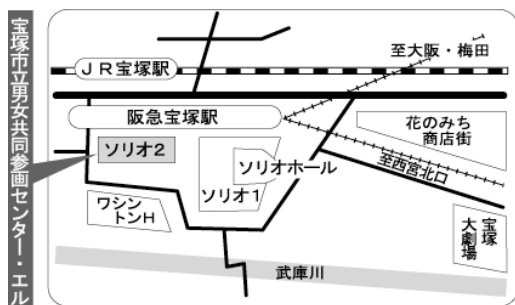 宝塚市立男女共同参画センター・エル
JR宝塚駅
至大阪・梅田
阪急宝塚駅
花のみち
商店街
ソリオ2
ソリオホール
ソリオ1
至西宮北口
ワシン
トンH
宝塚
大劇場
武庫川